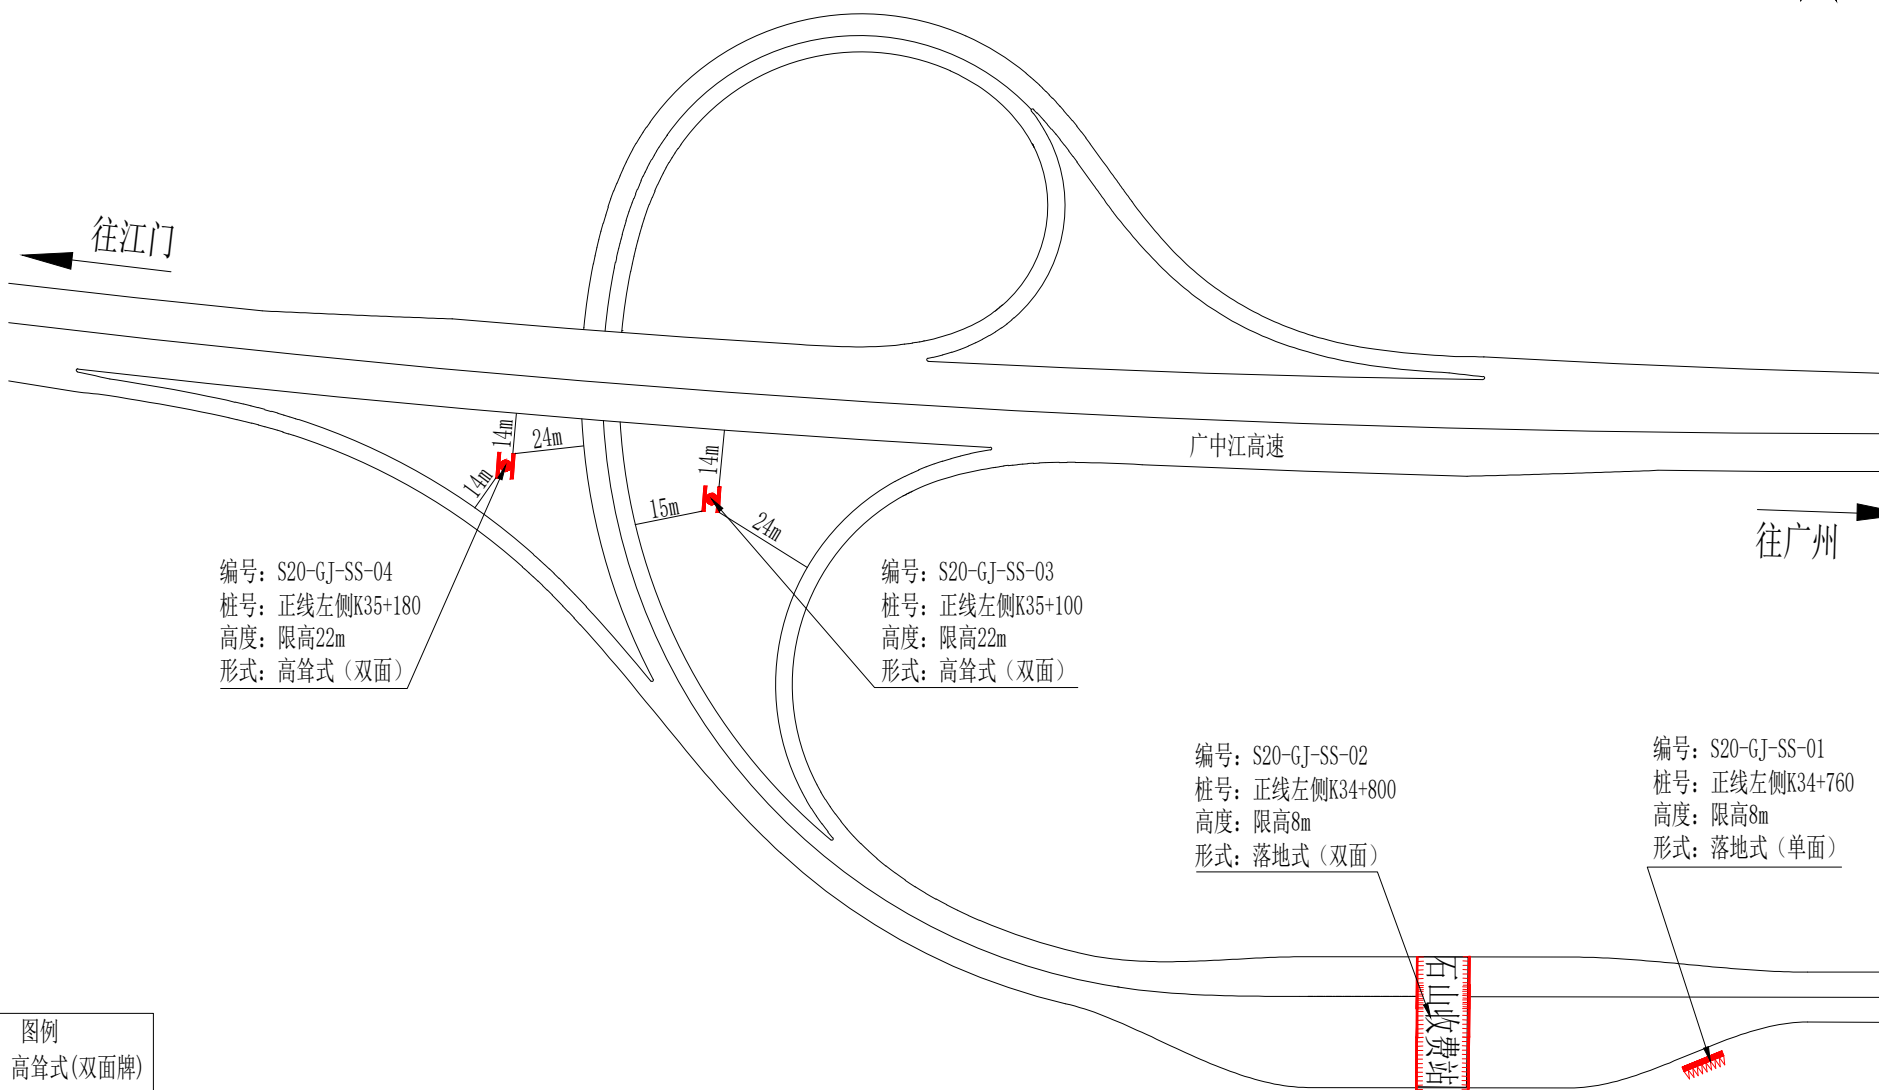 往江门
14m
24m
14m
14m
15m
24m
广中江高速
往广州
编号：S20-GJ-SS-04
桩号：正线左侧K35+180
高度：限高22m
形式：高耸式（双面）
编号：S20-GJ-SS-03
桩号：正线左侧K35+100
高度：限高22m
形式：高耸式（双面）
编号：S20-GJ-SS-02
桩号：正线左侧K34+800
高度：限高8m
形式：落地式（双面）
编号：S20-GJ-SS-01
桩号：正线左侧K34+760
高度：限高8m
形式：落地式（单面）
石山收费站
图例
高耸式(双面牌)